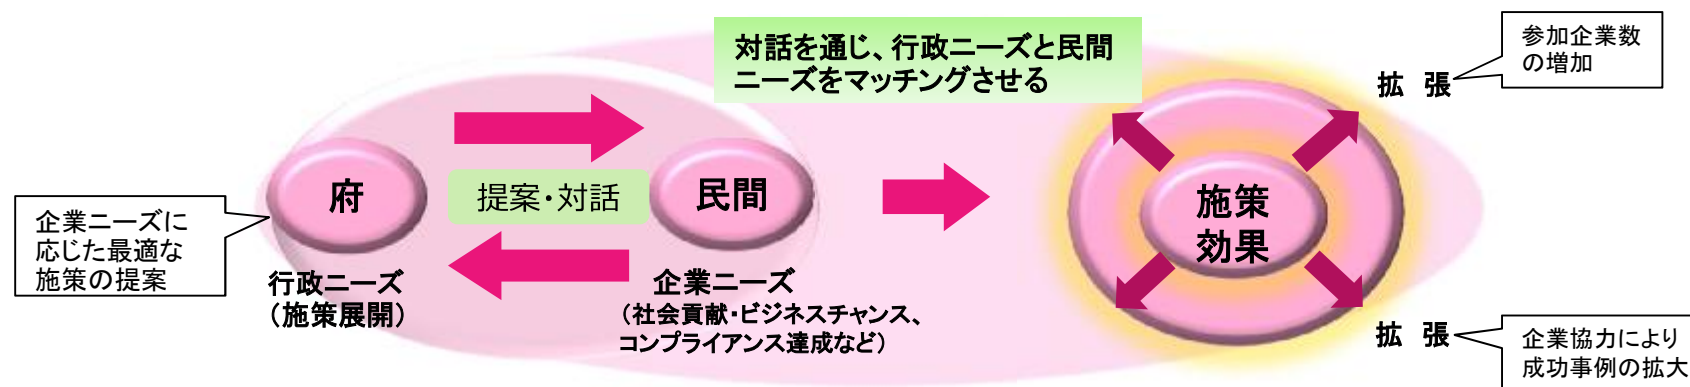 対話を通じ、行政ニーズと民間
ニーズをマッチングさせる
参加企業数
の増加
拡　張
府
提案・対話
民間
施策
効果
企業ニーズに
応じた最適な
施策の提案
行政ニーズ
（施策展開）
企業ニーズ
（社会貢献・ビジネスチャンス、
コンプライアンス達成など）
拡　張
企業協力により
成功事例の拡大